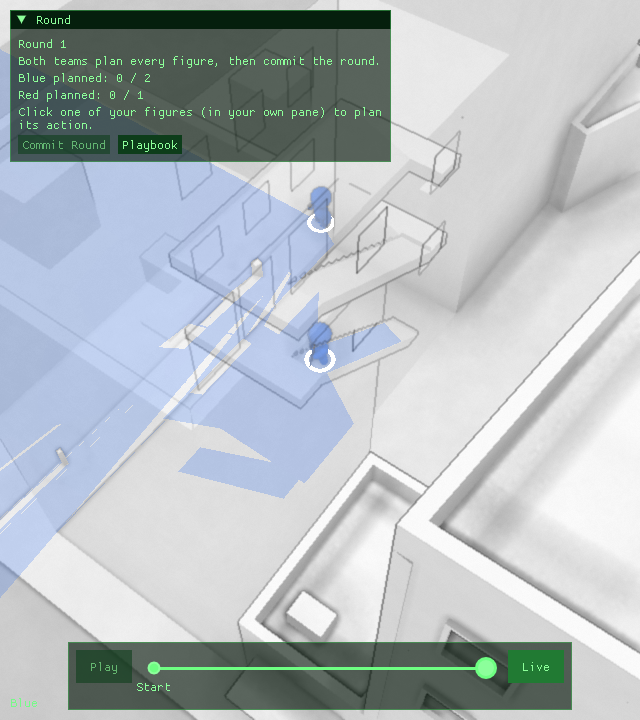 Round
Round 1
Both teams plan every figure, then commit the round.
Blue planned: 0 / 2
Red planned: 0 / 1
Click one of your figures (in your own pane) to plan
its action.
Commit Round
Playbook
Play
Start
Live